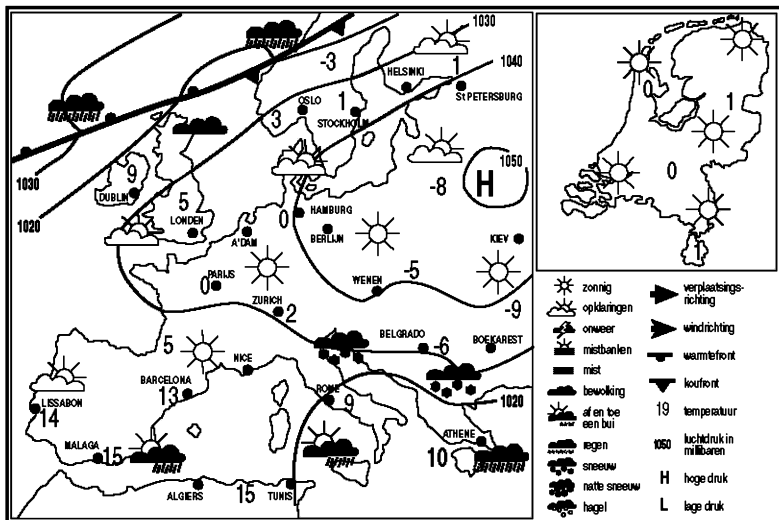 1030
-3
1
HELSINKI
1040
St PETERSBURG
OSLO
3
1
STOCKHOLM
1050
H
-8
1030
9
DUBLIN
5
1020
LONDEN
0
HAMBURG
A'DAM
BERLIJN
KIEV
PARIJS
0
WENEN
-5
-9
ZURICH
2
5
BELGRADO
-6
BOEKAREST
NICE
BARCELONA
13
ROME
9
1020
LISSABON
14
MALAGA
15
ATHENE
10
ALGIERS
15
TUNIS
0
1
0
1
zonnig
opklaringen
onweer
mistbanken
mist
bewolking
af en toe
een bui
regen
sneeuw
natte sneeuw
hagel
verplaatsings-
richting
windrichting
warmtefront
koufront
19 temperatuur
1050 luchtdruk in
millibaren
H hoge druk
L lage druk